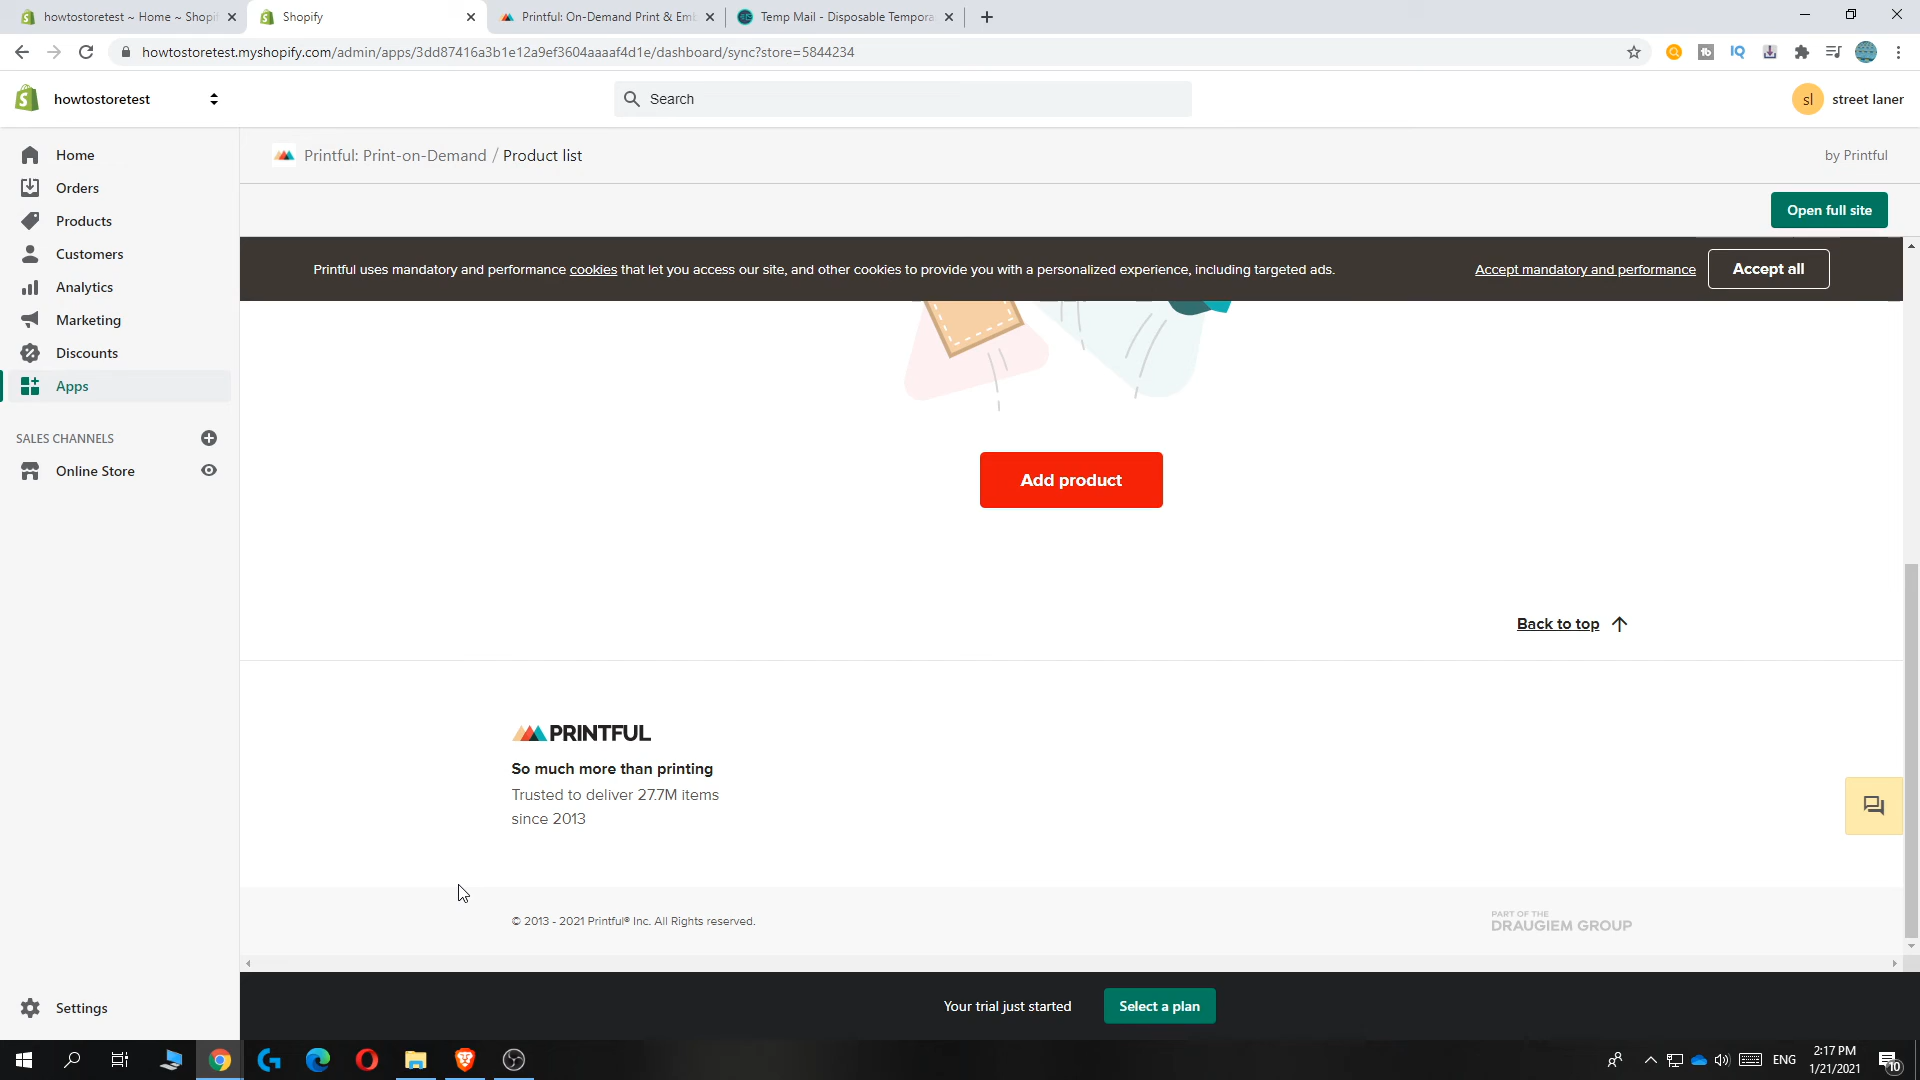 howtostoretest ~ Home ~ Shopif
Shopify
Printful: On-Demand Print & Emb
Temp Mail - Disposable Tempora
howtostoretest.myshopify.com/admin/apps/3dd87416a3b1e12a9ef3604aaaaf4d1e/dashboard/sync?store=5844234
tb
IQ
howtostoretest
Search
sl
street laner
Home
Orders
Products
Customers
Analytics
Marketing
Discounts
Apps
SALES CHANNELS
Online Store
Settings
Printful: Print-on-Demand / Product list
by Printful
Open full site
Printful uses mandatory and performance cookies that let you access our site, and other cookies to provide you with a personalized experience, including targeted ads.
Accept mandatory and performance
Accept all
Add product
Back to top
PRINTFUL
So much more than printing
Trusted to deliver 27.7M items
since 2013
© 2013 - 2021 Printful® Inc. All Rights reserved.
PART OF THE
DRAUGIEM GROUP
Your trial just started
Select a plan
ENG
2:17 PM
1/21/2021
10